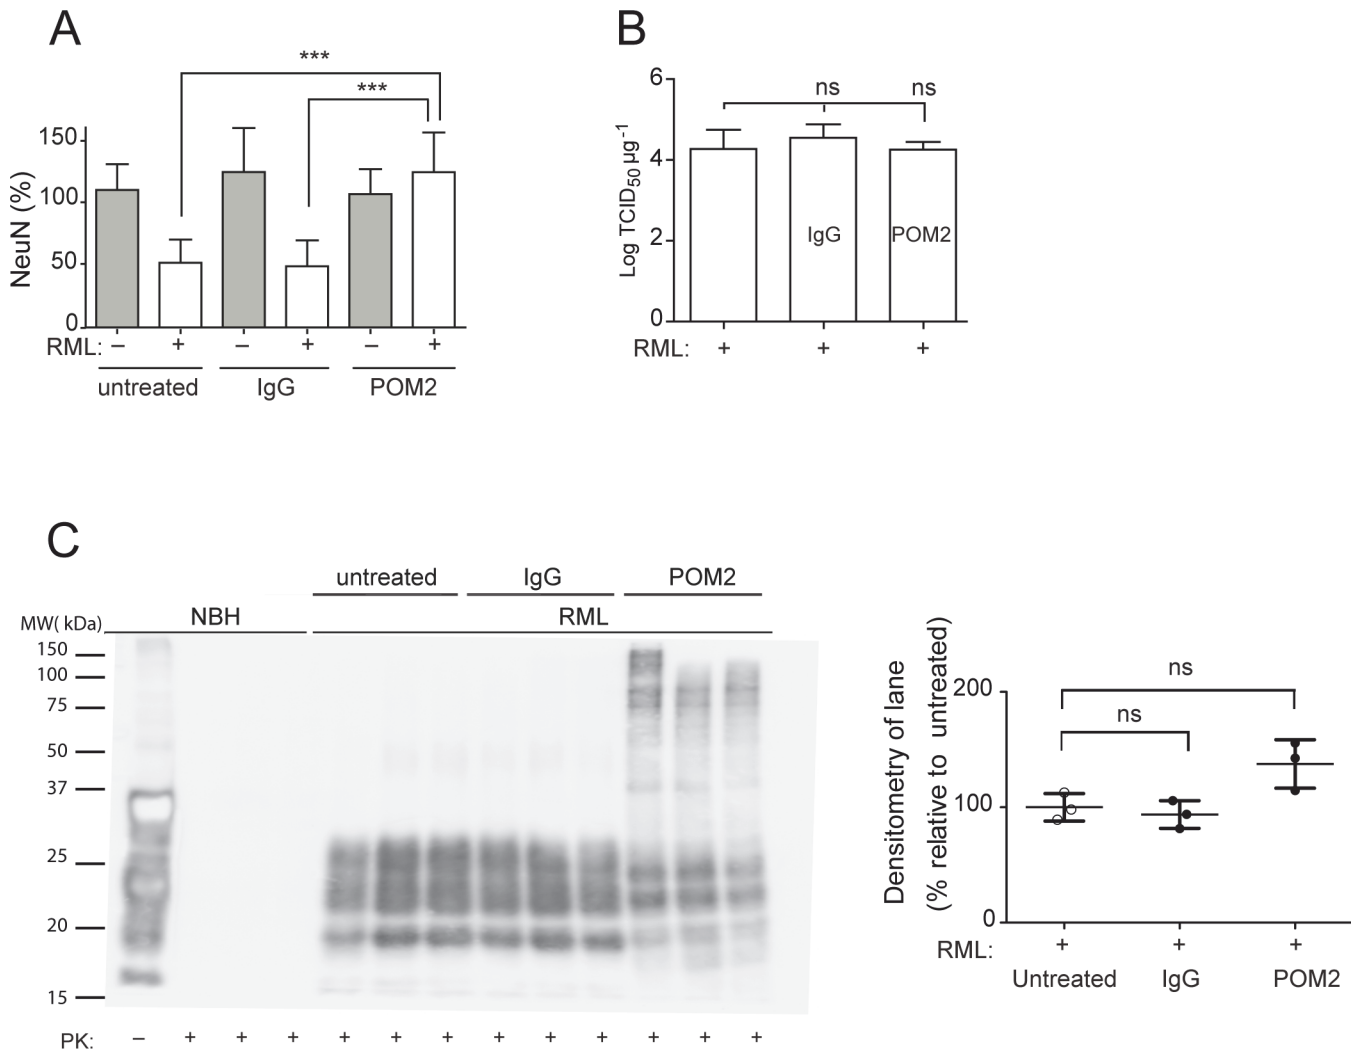 A
***
***
NeuN (%)
150
100
50
0
RML: – + – + – +
untreated IgG POM2
B
ns ns
Log TCID50 µg-1
6
4
2
0
IgG POM2
RML: + + +
C
untreated IgG POM2
NBH RML
MW( kDa)
150
100
75
50
37
25
20
15
PK: – + + + + + + + + + + + +
Densitometry of lane
(% relative to untreated)
ns
ns
200
100
0
RML: + + +
Untreated IgG POM2